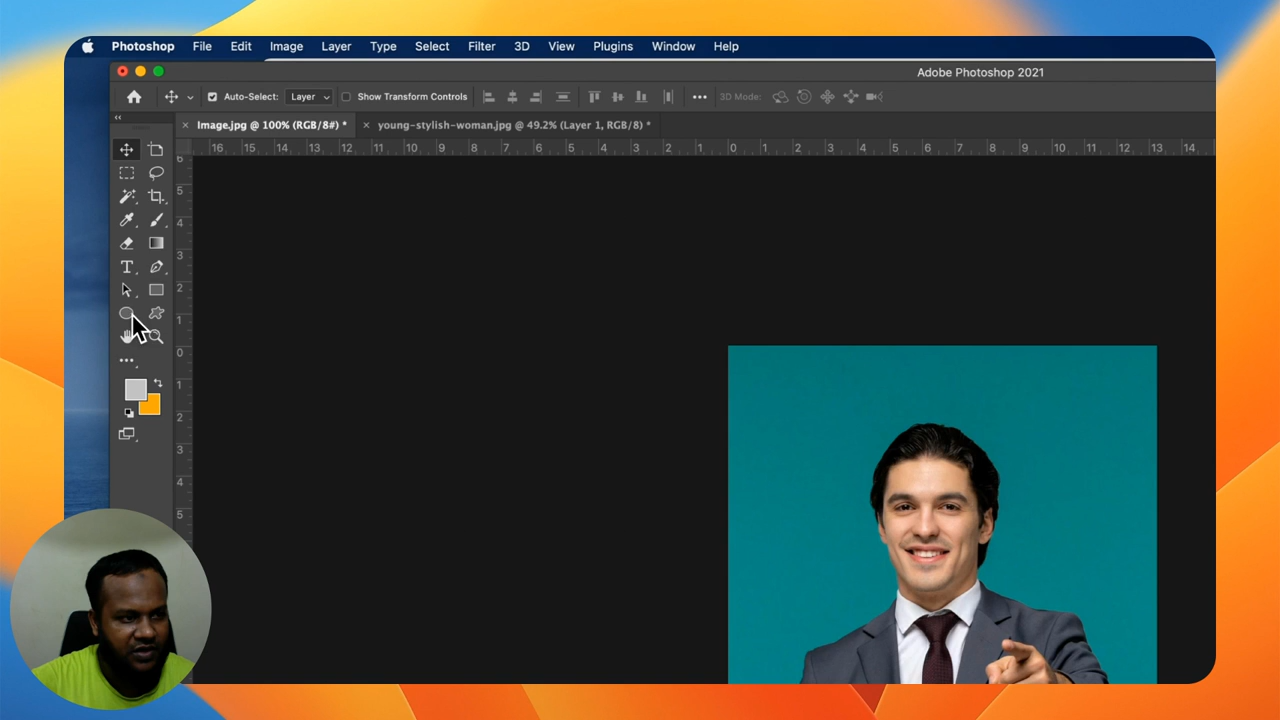 Photoshop File Edit Image Layer Type Select Filter 3D View Plugins Window Help
Adobe Photoshop 2021
Auto-Select: Layer Show Transform Controls 3D Mode:
Image.jpg @ 100% (RGB/8#) * young-stylish-woman.jpg @ 49.2% (Layer 1, RGB/8) *
16 15 14 13 12 11 10 9 8 7 6 5 4 3 2 1 0 1 2 3 4 5 6 7 8 9 10 11 12 13 14
6
5
4
3
2
1
0
1
2
3
4
5